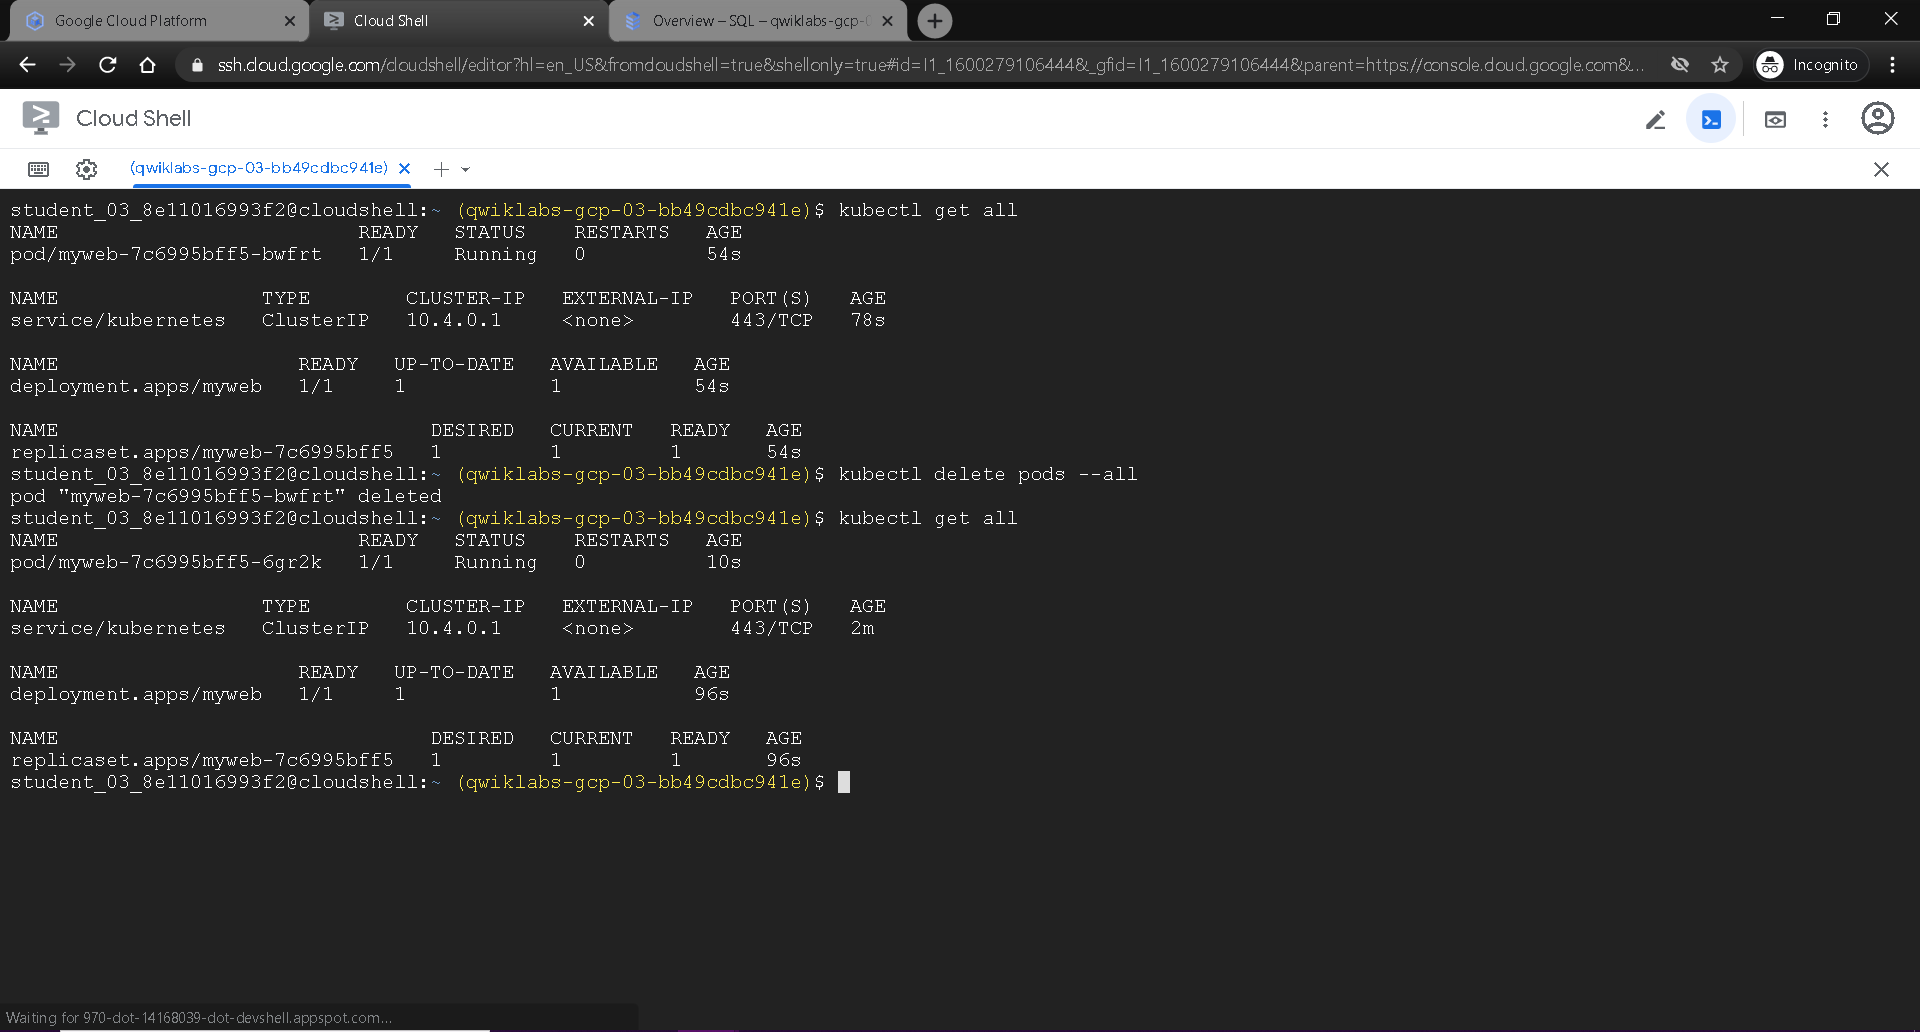 Google Cloud Platform
Cloud Shell
Overview – SQL – qwiklabs-gcp-0
ssh.cloud.google.com/cloudshell/editor?hl=en_US&fromcloudshell=true&shellonly=true#id=I1_1600279106444&_gfid=I1_1600279106444&parent=https://console.cloud.google.com&...
Incognito
Cloud Shell
(qwiklabs-gcp-03-bb49cdbc941e)
student_03_8e11016993f2@cloudshell:~ (qwiklabs-gcp-03-bb49cdbc941e)$ kubectl get all
NAME READY STATUS RESTARTS AGE
pod/myweb-7c6995bff5-bwfrt 1/1 Running 0 54s
NAME TYPE CLUSTER-IP EXTERNAL-IP PORT(S) AGE
service/kubernetes ClusterIP 10.4.0.1 <none> 443/TCP 78s
NAME READY UP-TO-DATE AVAILABLE AGE
deployment.apps/myweb 1/1 1 1 54s
NAME DESIRED CURRENT READY AGE
replicaset.apps/myweb-7c6995bff5 1 1 1 54s
student_03_8e11016993f2@cloudshell:~ (qwiklabs-gcp-03-bb49cdbc941e)$ kubectl delete pods --all
pod "myweb-7c6995bff5-bwfrt" deleted
student_03_8e11016993f2@cloudshell:~ (qwiklabs-gcp-03-bb49cdbc941e)$ kubectl get all
NAME READY STATUS RESTARTS AGE
pod/myweb-7c6995bff5-6gr2k 1/1 Running 0 10s
NAME TYPE CLUSTER-IP EXTERNAL-IP PORT(S) AGE
service/kubernetes ClusterIP 10.4.0.1 <none> 443/TCP 2m
NAME READY UP-TO-DATE AVAILABLE AGE
deployment.apps/myweb 1/1 1 1 96s
NAME DESIRED CURRENT READY AGE
replicaset.apps/myweb-7c6995bff5 1 1 1 96s
student_03_8e11016993f2@cloudshell:~ (qwiklabs-gcp-03-bb49cdbc941e)$
Waiting for 970-dot-14168039-dot-devshell.appspot.com...